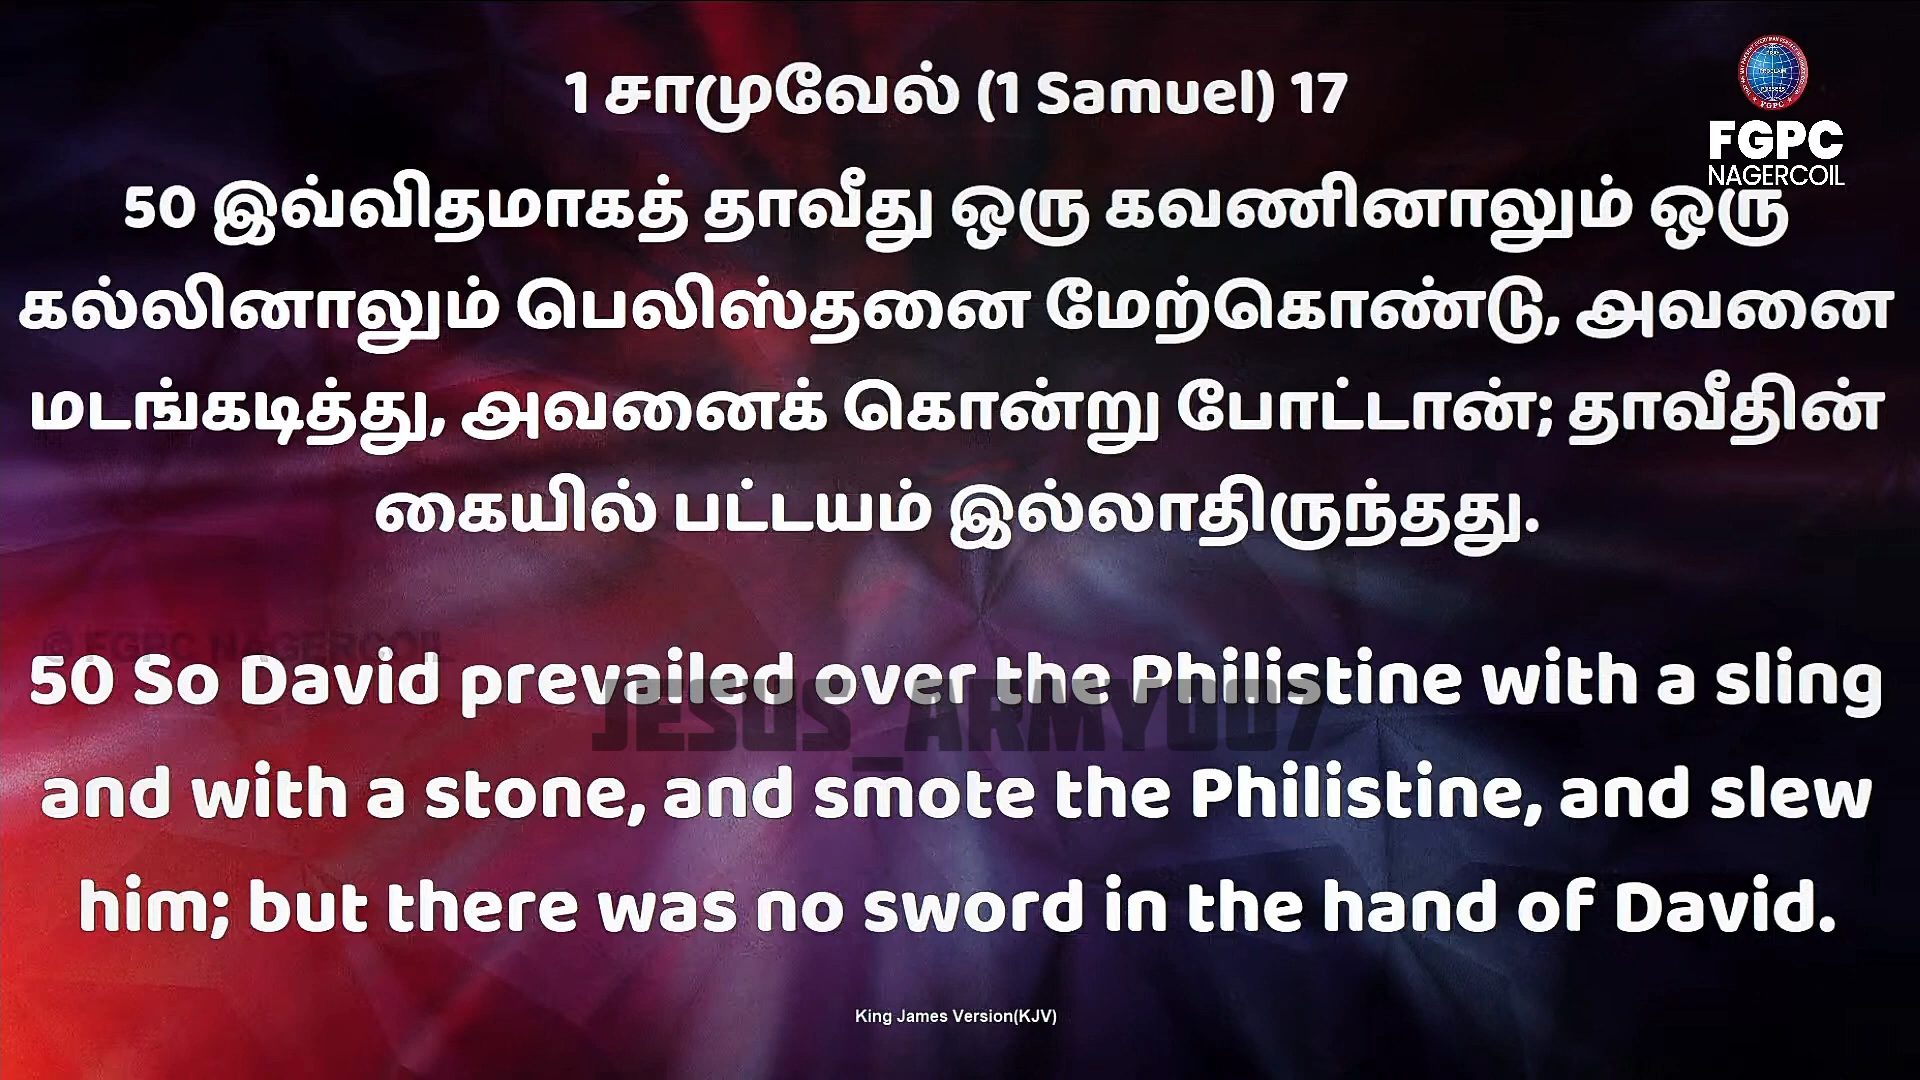 1 சாமுவேல் (1 Samuel) 17
FGPC
NAGERCOIL
50 இவ்விதமாகத் தாவீது ஒரு கவணினாலும் ஒரு
கல்லினாலும் பெலிஸ்தனை மேற்கொண்டு, அவனை
மடங்கடித்து, அவனைக் கொன்று போட்டான்; தாவீதின்
கையில் பட்டயம் இல்லாதிருந்தது.
© FGPC NAGERCOIL
50 So David prevailed over the Philistine with a sling
JESUS_ARMY007
and with a stone, and smote the Philistine, and slew
him; but there was no sword in the hand of David.
King James Version(KJV)